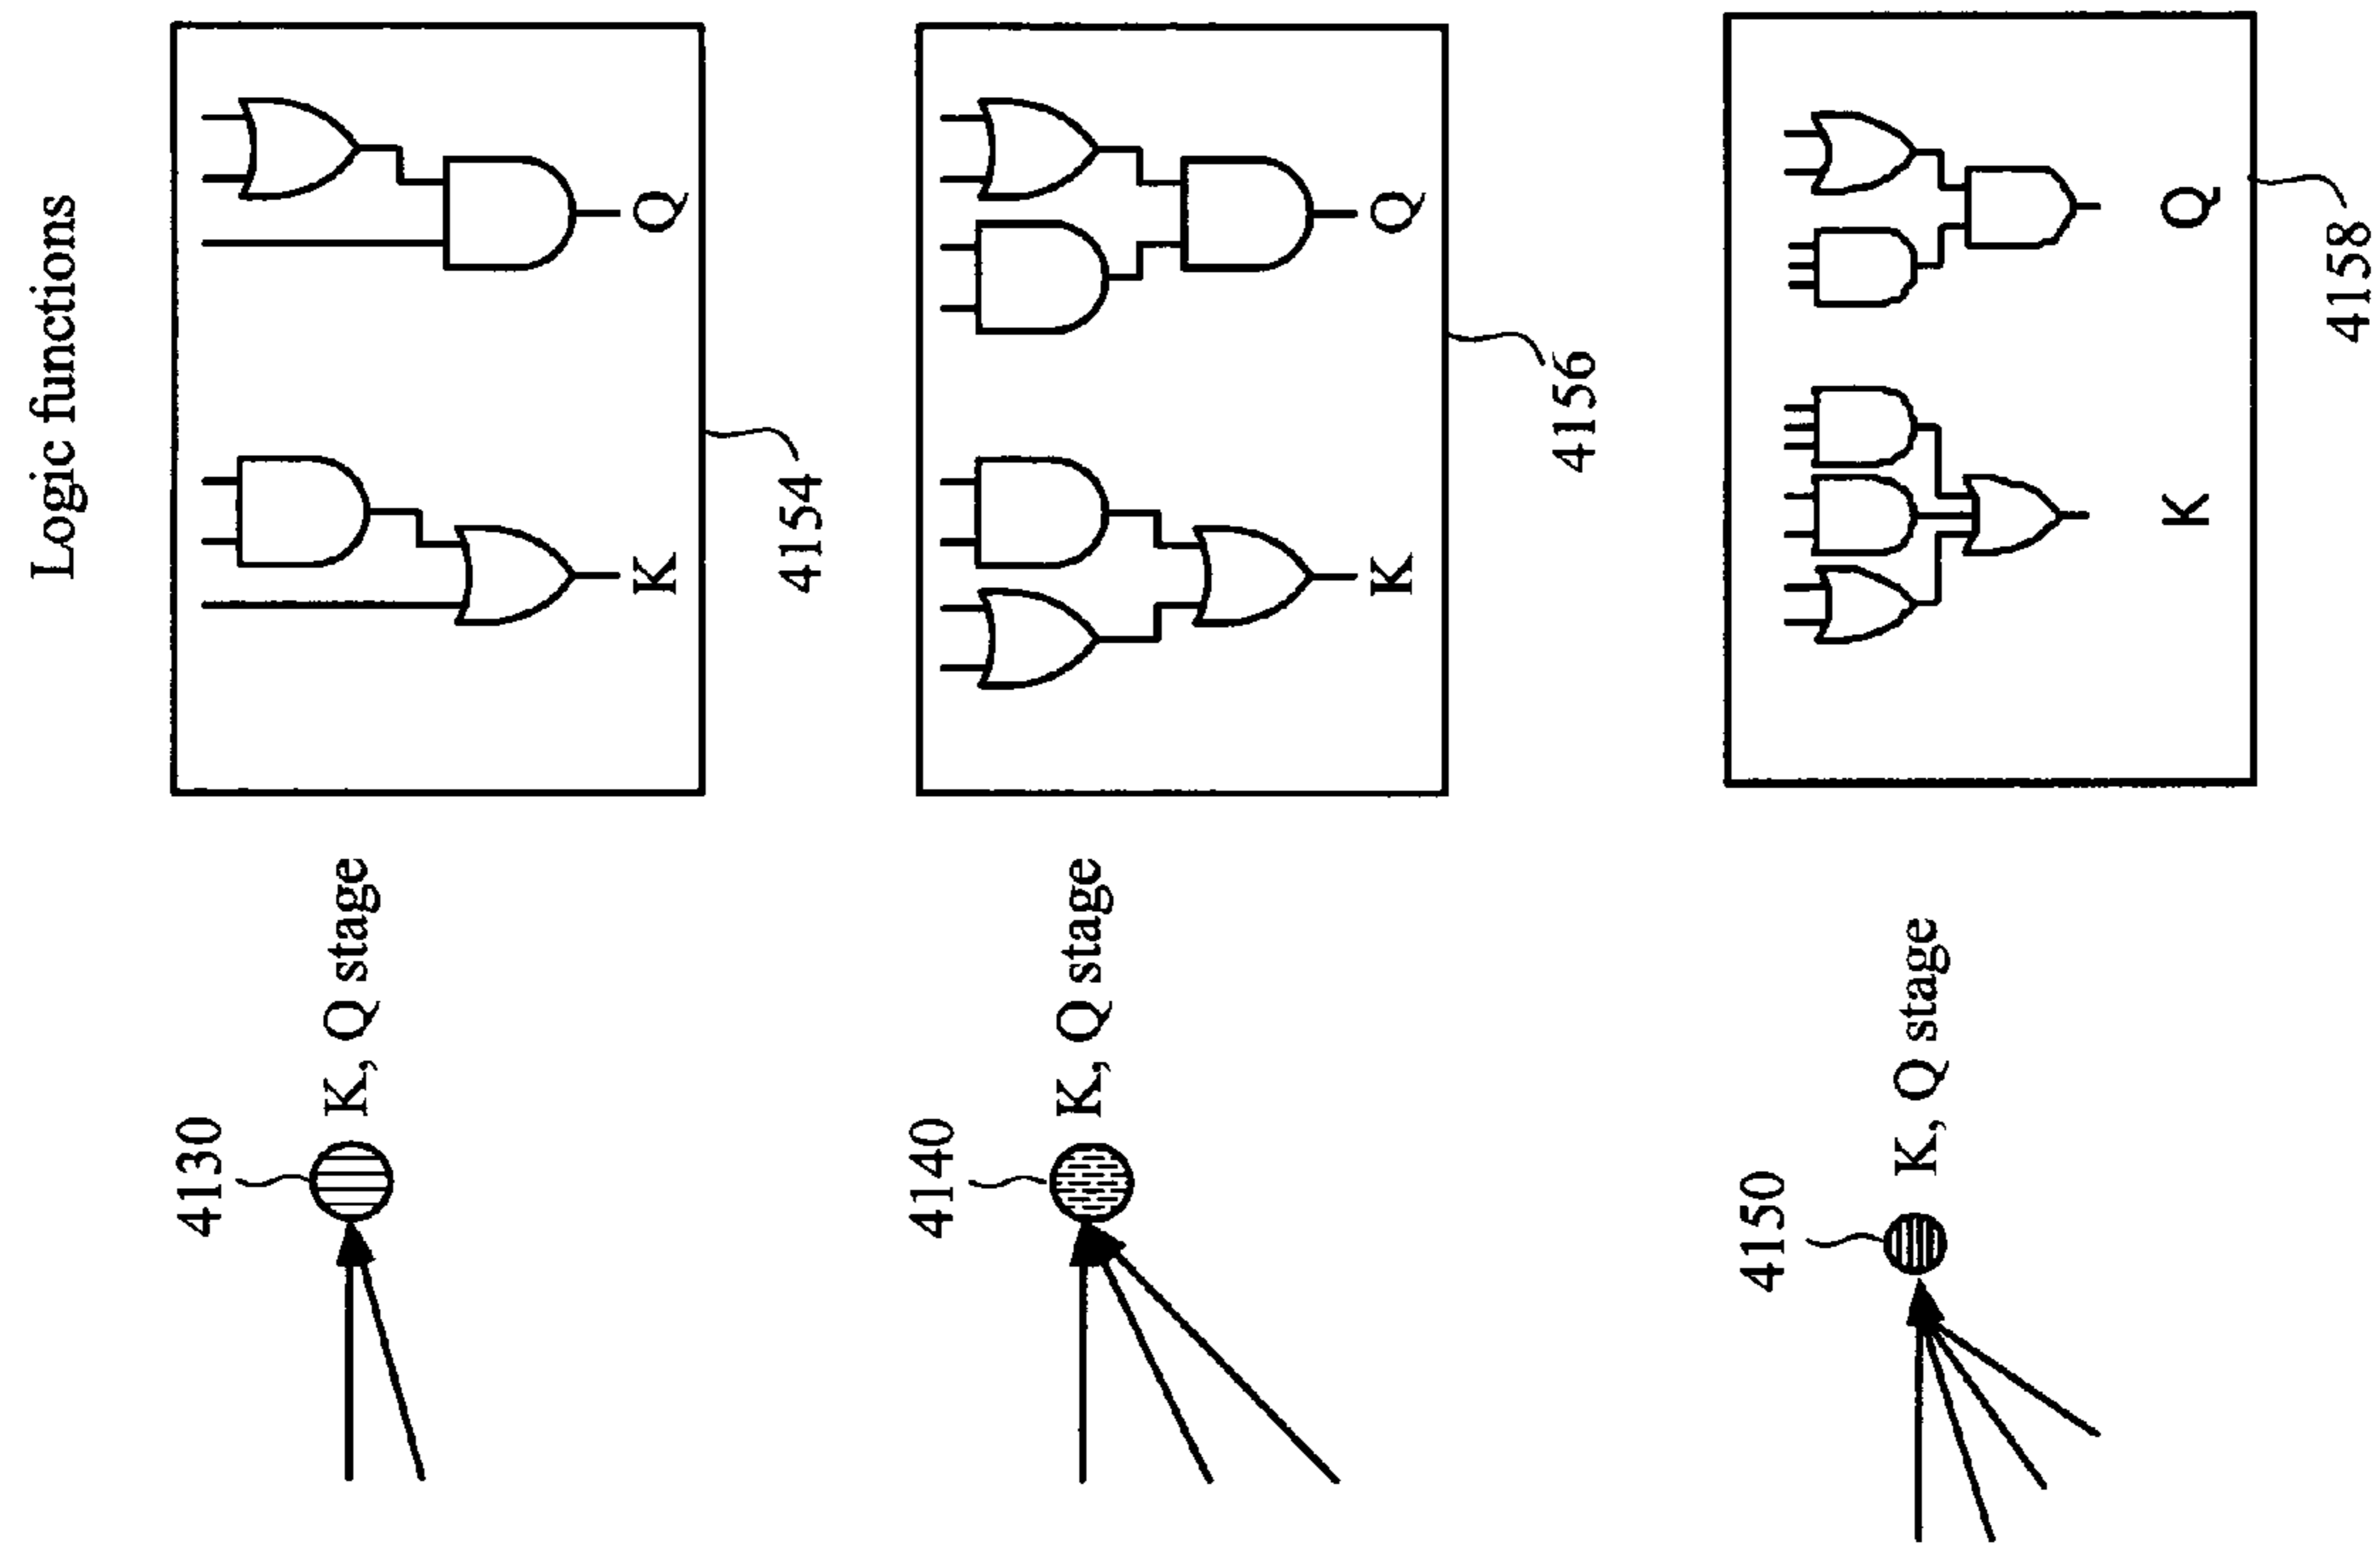 Logic functions
4130
K, Q stage
K
Q
4154
4140
K, Q stage
K
Q
4156
4150
K, Q stage
K
Q
4158